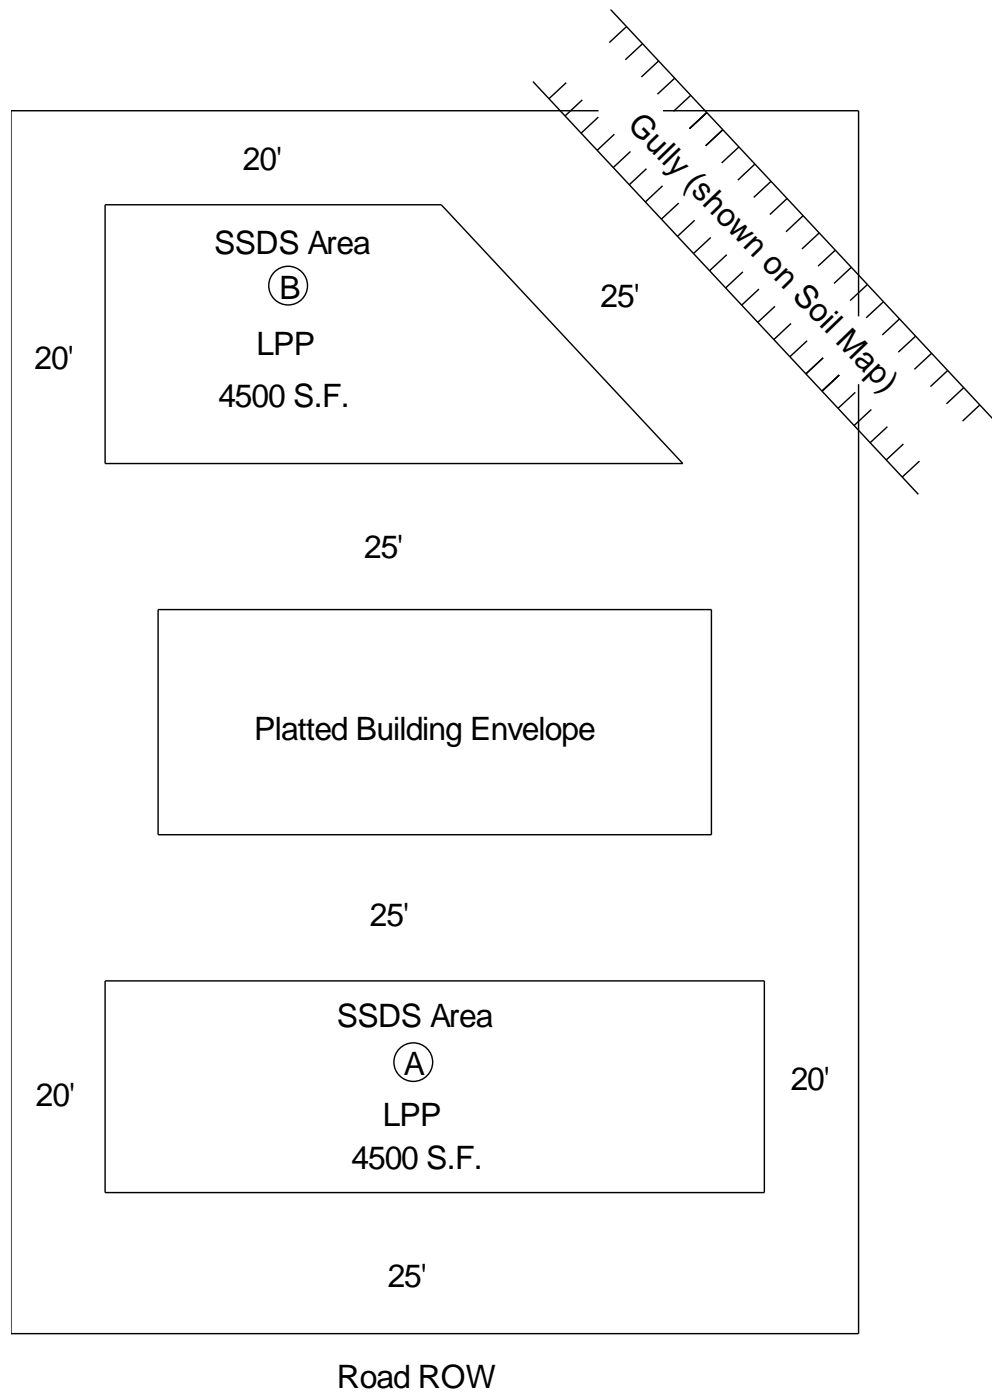 20'
SSDS Area
B
LPP
4500 S.F.
20'
25'
Gully (shown on Soil Map)
25'
Platted Building Envelope
25'
SSDS Area
A
LPP
4500 S.F.
20'
20'
25'
Road ROW